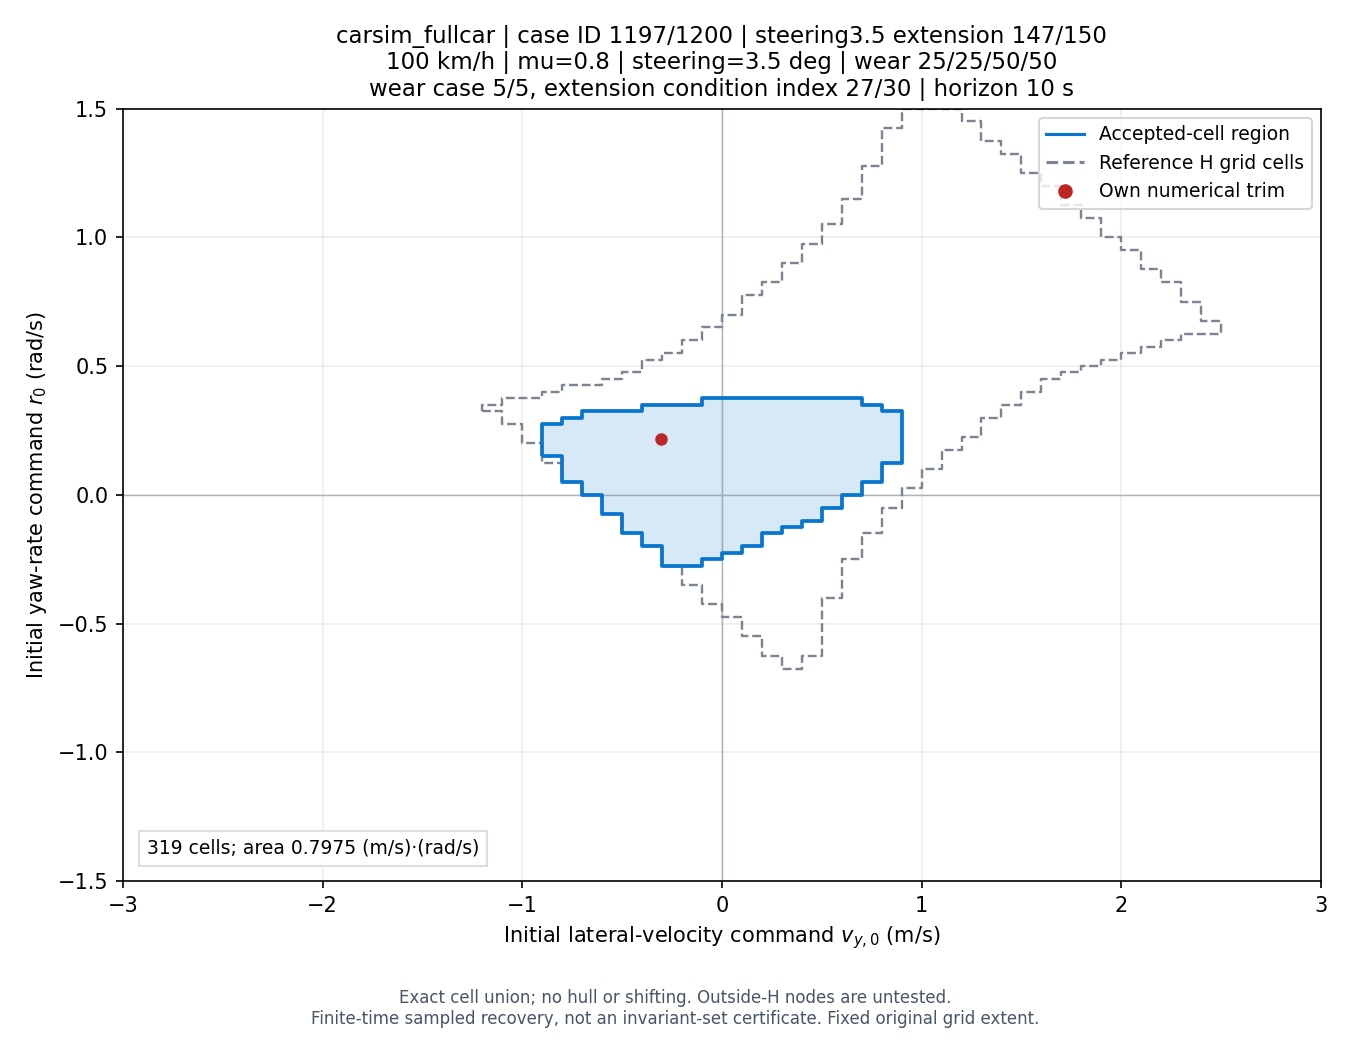 carsim_fullcar | case ID 1197/1200 | steering3.5 extension 147/150
100 km/h | mu=0.8 | steering=3.5 deg | wear 25/25/50/50
wear case 5/5, extension condition index 27/30 | horizon 10 s
Accepted-cell region
Reference H grid cells
Own numerical trim
1.5
1.0
0.5
0.0
−0.5
−1.0
−1.5
Initial yaw-rate command r₀ (rad/s)
319 cells; area 0.7975 (m/s)·(rad/s)
−3
−2
−1
0
1
2
3
Initial lateral-velocity command v_{y,0} (m/s)
Exact cell union; no hull or shifting. Outside-H nodes are untested.
Finite-time sampled recovery, not an invariant-set certificate. Fixed original grid extent.